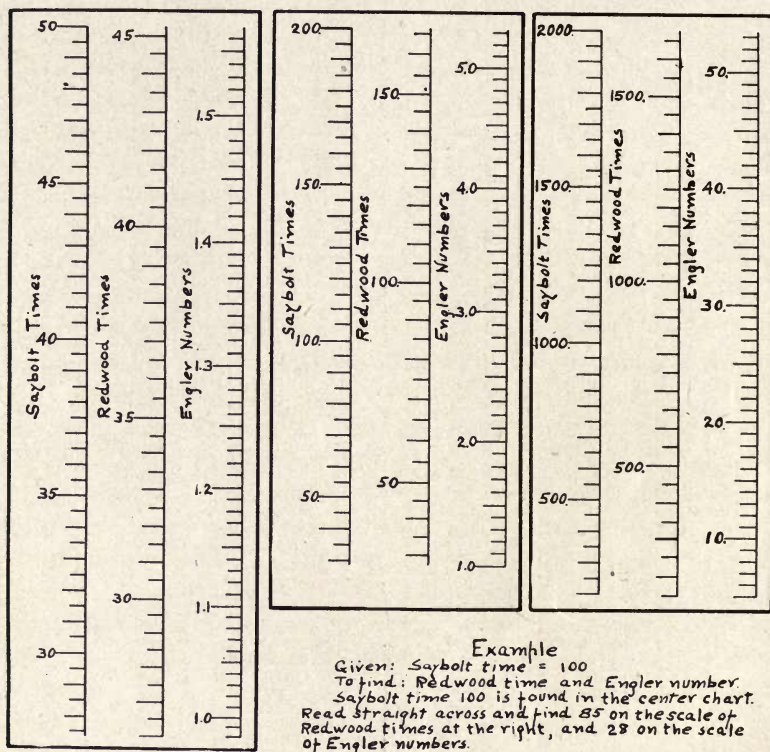 50
45
40
35
30
Saybolt Times
45
40
35
30
Redwood Times
1.5
1.4
1.3
1.2
1.1
1.0
Engler Numbers
200
150
100
50
Saybolt Times
150
100
50
Redwood Times
5.0
4.0
3.0
2.0
1.0
Engler Numbers
2000
1500
1000
500
Saybolt Times
1500
1000
500
Redwood Times
50
40
30
20
10
Engler Numbers
Example
Given: Saybolt time = 100
To find: Redwood time and Engler number.
Saybolt time 100 is found in the center chart.
Read straight across and find 85 on the scale of
Redwood times at the right, and 28 on the scale
of Engler numbers.